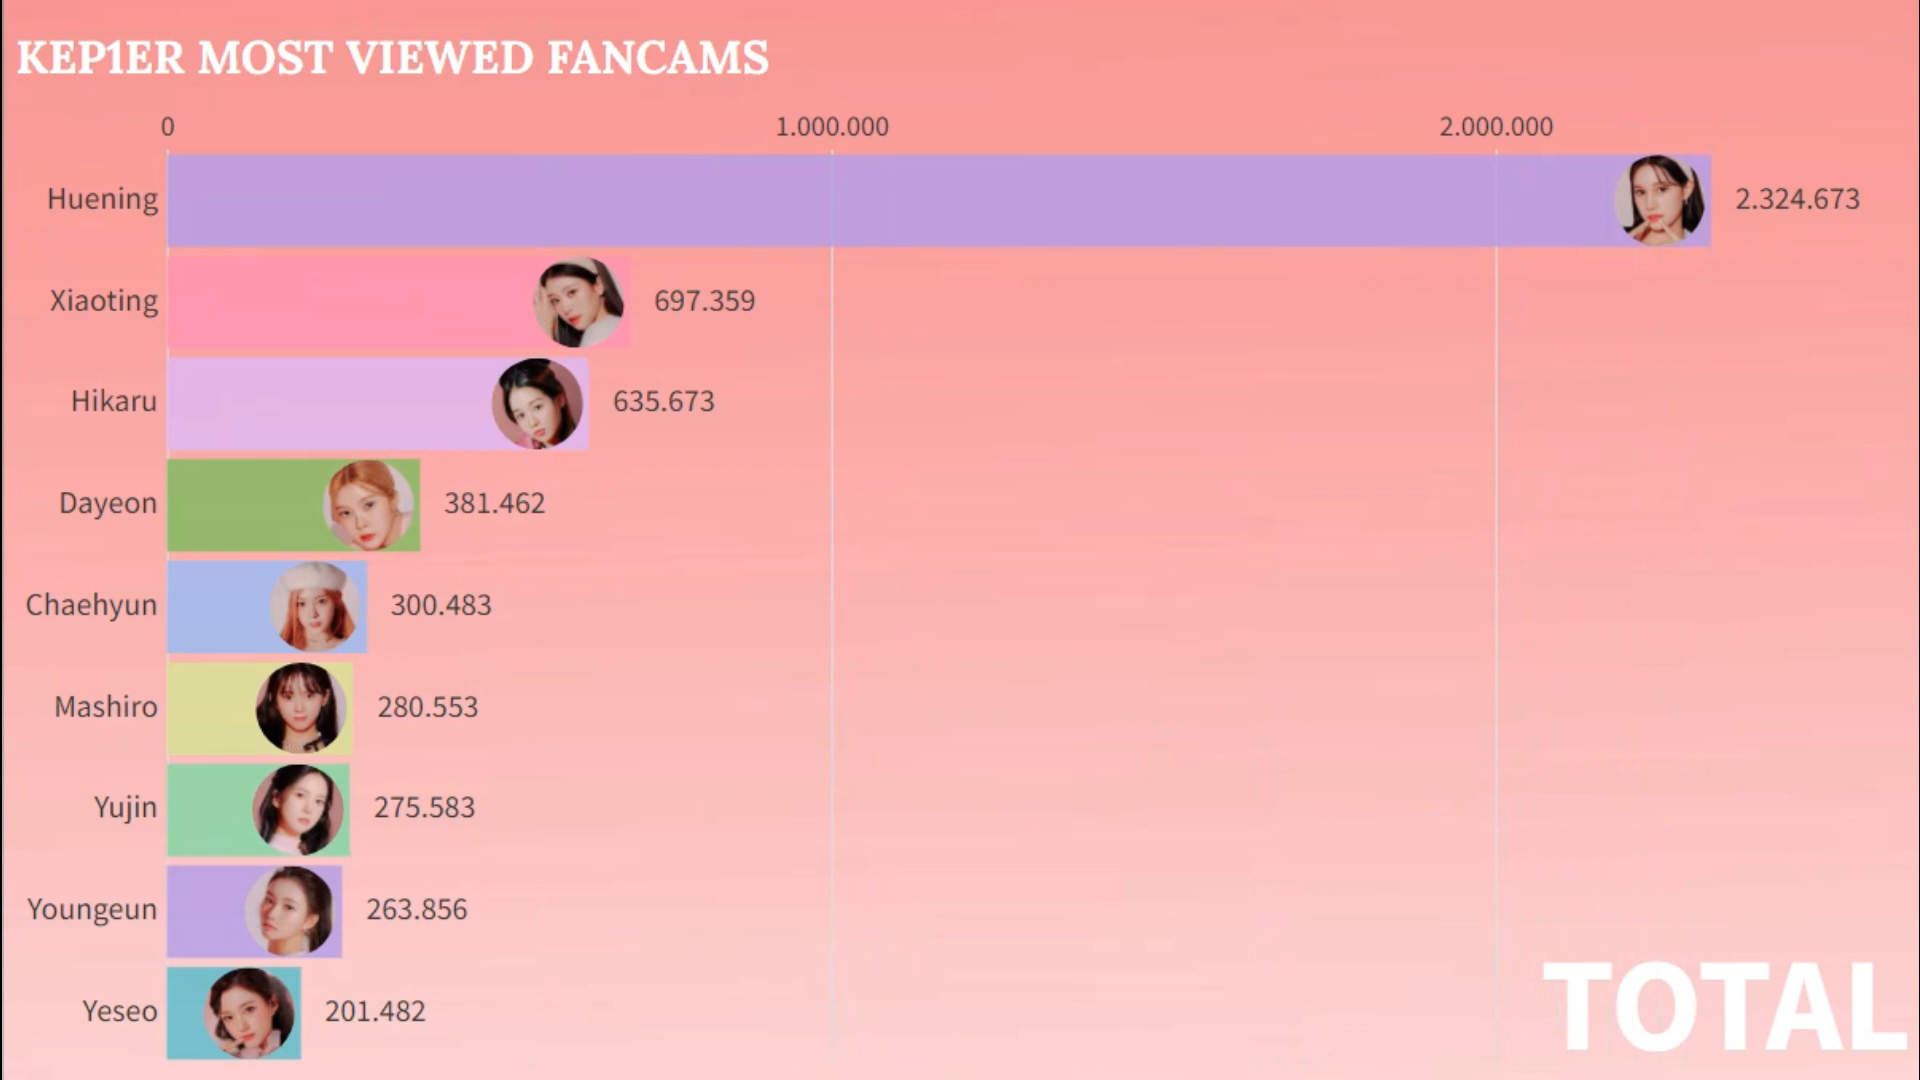 KEP1ER MOST VIEWED FANCAMS
0 1.000.000 2.000.000
Huening 2.324.673
Xiaoting 697.359
Hikaru 635.673
Dayeon 381.462
Chaehyun 300.483
Mashiro 280.553
Yujin 275.583
Youngeun 263.856
Yeseo 201.482
TOTAL